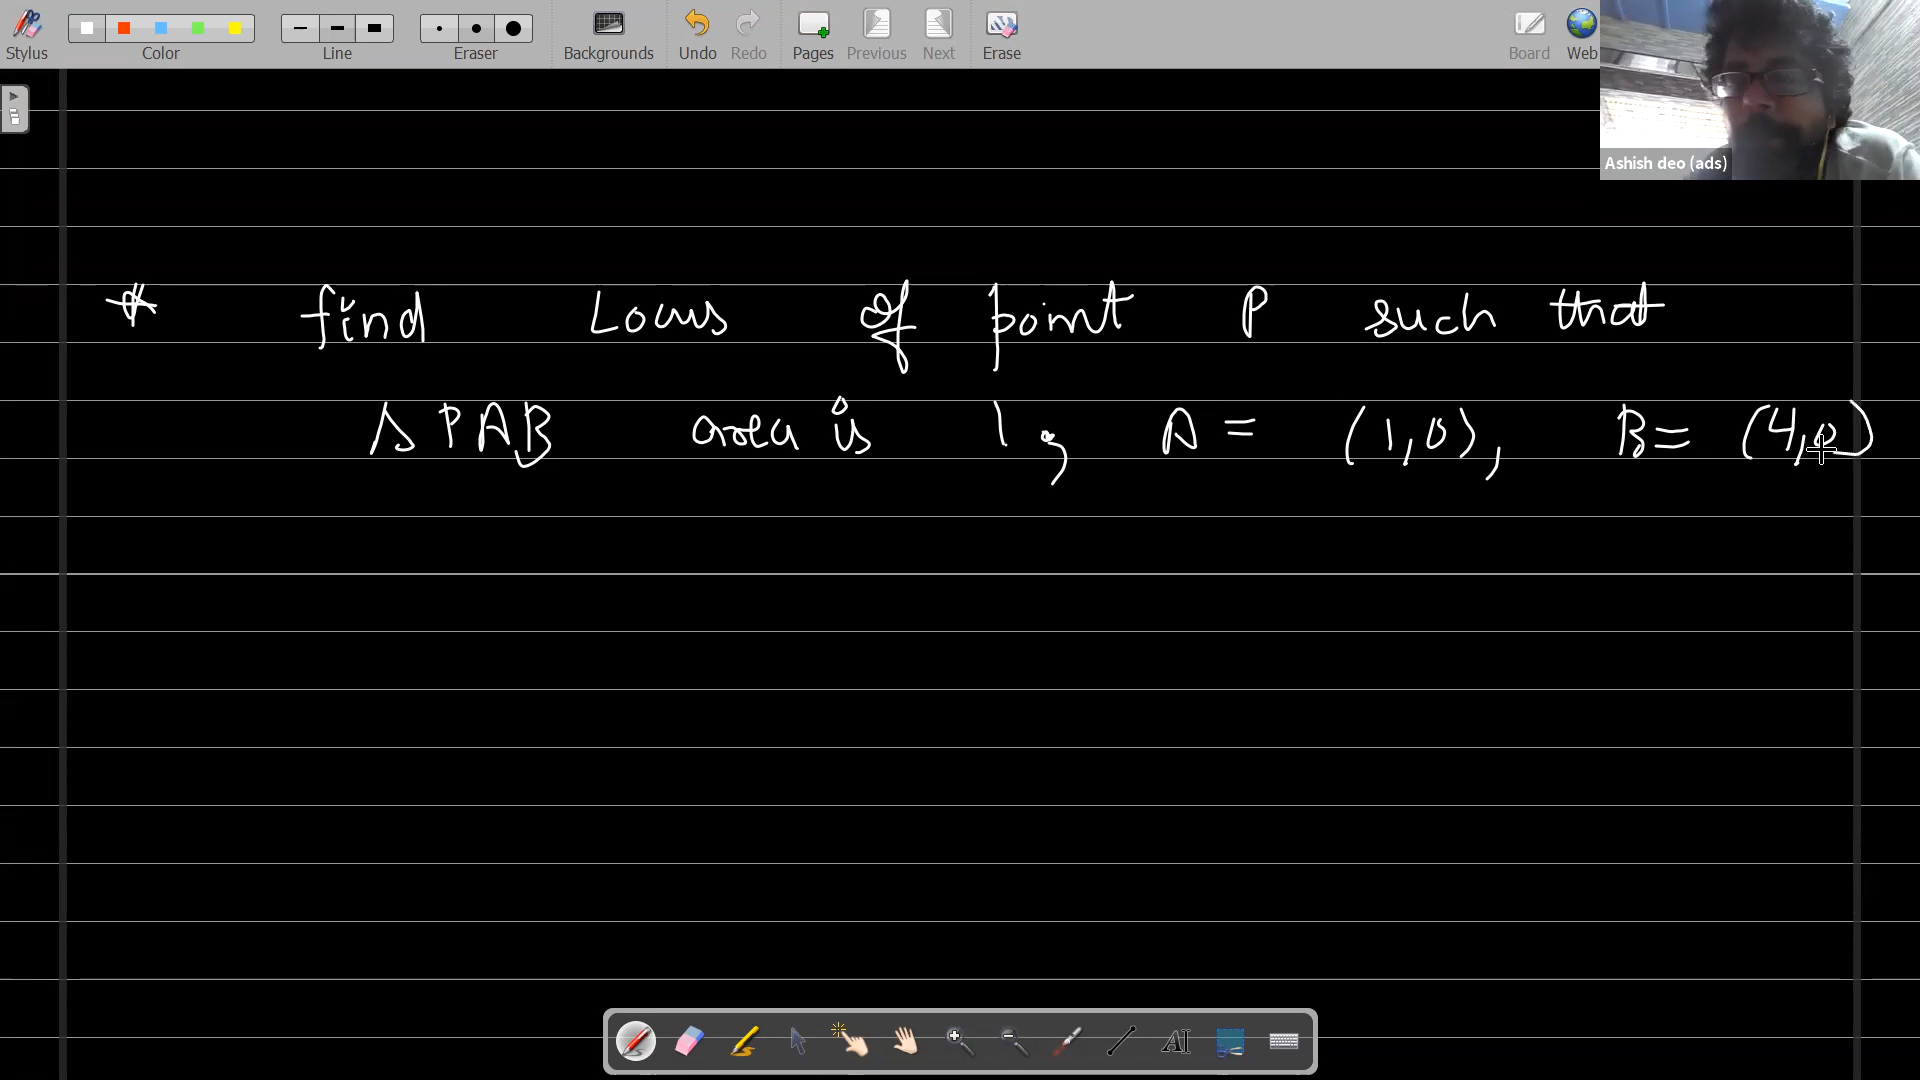 Stylus Color Line Eraser Backgrounds Undo Redo Pages Previous Next Erase Board Web
Ashish deo (ads)
* find Locus of point P such that
Δ PAB area is 1, A = (1,0), B = (4,0)